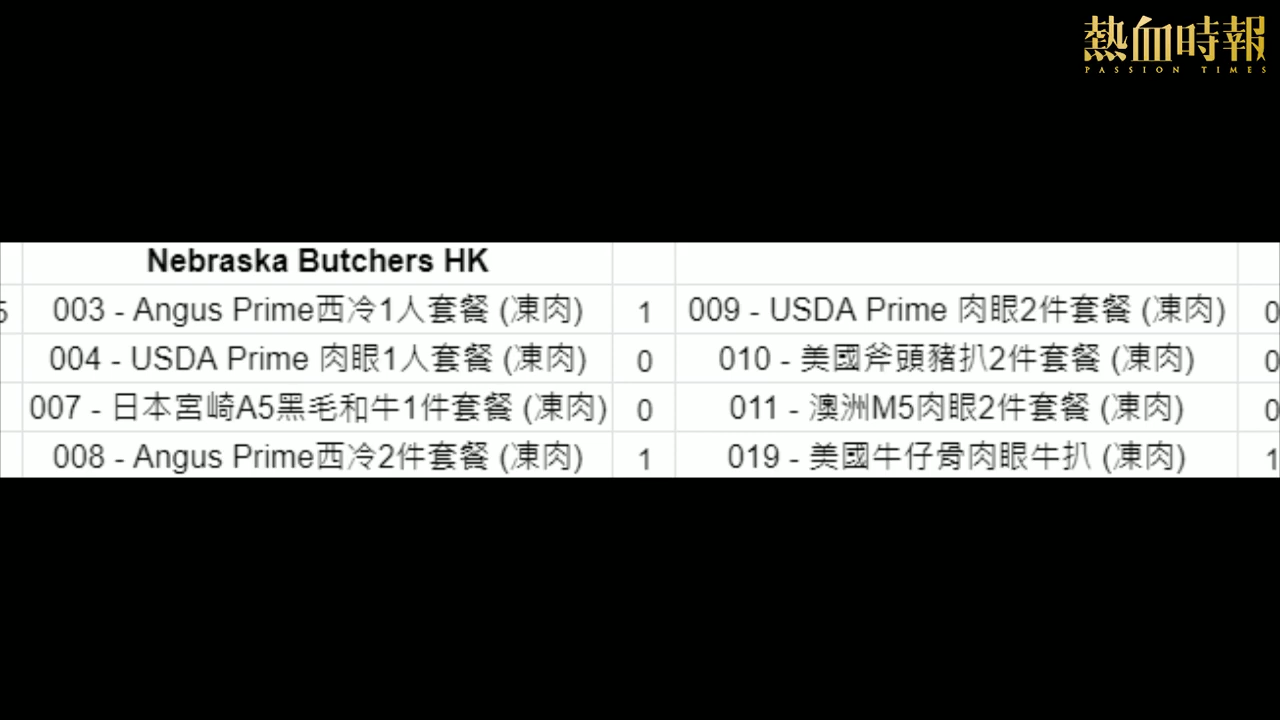 熱血時報
PASSION TIMES
Nebraska Butchers HK
5 003 - Angus Prime西冷1人套餐 (凍肉) 1 009 - USDA Prime 肉眼2件套餐 (凍肉) 0
004 - USDA Prime 肉眼1人套餐 (凍肉) 0 010 - 美國斧頭豬扒2件套餐 (凍肉) 0
007 - 日本宮崎A5黑毛和牛1件套餐 (凍肉) 0 011 - 澳洲M5肉眼2件套餐 (凍肉) 0
008 - Angus Prime西冷2件套餐 (凍肉) 1 019 - 美國牛仔骨肉眼牛扒 (凍肉) 1